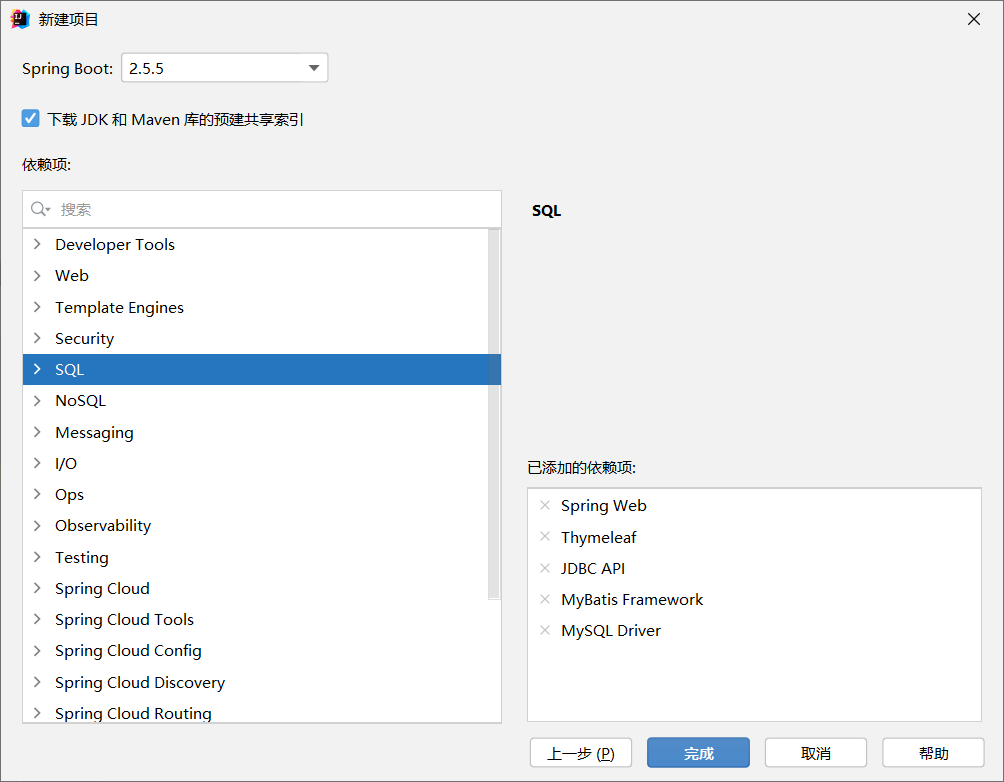 新建项目
Spring Boot: 2.5.5
下载 JDK 和 Maven 库的预建共享索引
依赖项:
搜索
Developer Tools
Web
Template Engines
Security
SQL
NoSQL
Messaging
I/O
Ops
Observability
Testing
Spring Cloud
Spring Cloud Tools
Spring Cloud Config
Spring Cloud Discovery
Spring Cloud Routing
SQL
已添加的依赖项:
Spring Web
Thymeleaf
JDBC API
MyBatis Framework
MySQL Driver
上一步 (P) 完成 取消 帮助